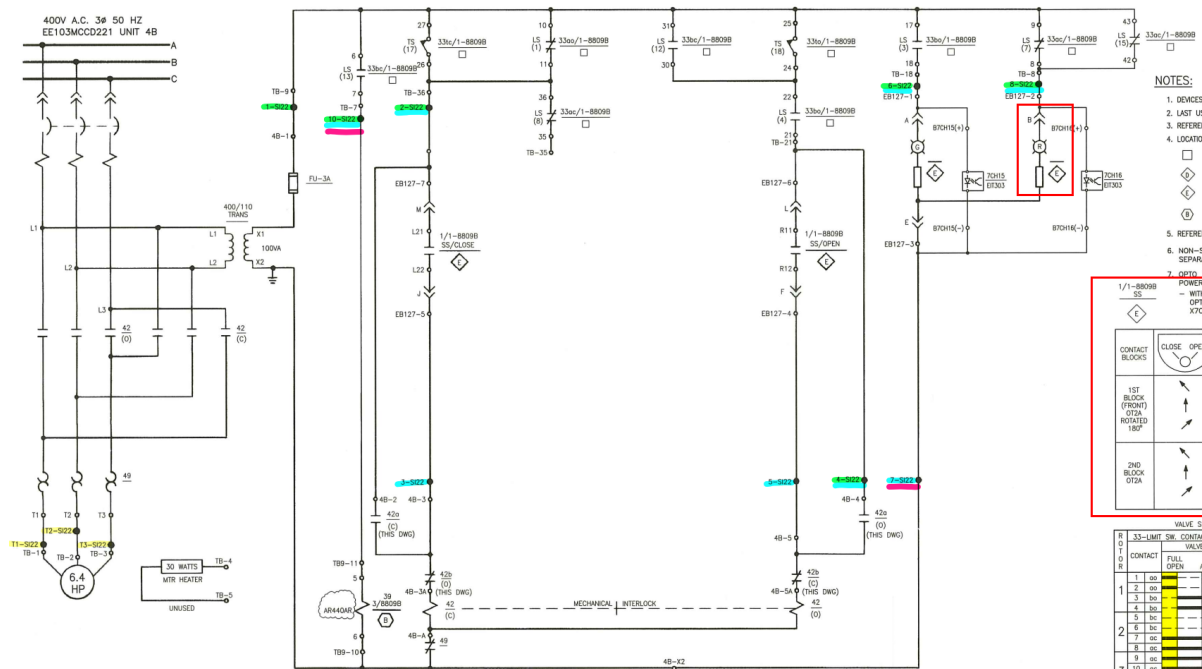 400V A.C. 3Ø 50 HZ
EE103MCCD221 UNIT 4B
A
B
C
TB-9
1-SI22
4B-1
FU-3A
400/110
TRANS
L1
L1
X1
100VA
L2
X2
L2
L3
42
(O)
42
(C)
49
T1
T2
T3
T2-SI22
T1-SI22
T3-SI22
TB-1
TB-2
TB-3
6.4
HP
30 WATTS
MTR HEATER
TB-4
TB-5
UNUSED
6
LS
(13)
33bc/1-8809B
7
TB-7
10-SI22
TB9-11
5
39
3/8809B
B
AR440AR
6
TB9-10
27
TS
(17)
33tc/1-8809B
26
TB-36
2-SI22
EB127-7
M
L21
1/1-8809B
SS/CLOSE
E
L22
J
EB127-5
3-SI22
4B-2
4B-3
42a
(C)
(THIS DWG)
42b
(O)
(THIS DWG)
4B-3A
42
(C)
4B-A
49
10
LS
(1)
33ao/1-8809B
11
36
LS
(8)
33ac/1-8809B
35
TB-35
MECHANICAL INTERLOCK
4B-X2
31
LS
(12)
33bc/1-8809B
30
25
TS
(18)
33to/1-8809B
24
22
LS
(4)
33bo/1-8809B
21
TB-21
EB127-6
L
R11
1/1-8809B
SS/OPEN
E
R12
F
EB127-4
5-SI22
4-SI22
4B-4
42a
(O)
(THIS DWG)
4B-5
42b
(C)
(THIS DWG)
4B-5A
42
(O)
17
LS
(3)
33bo/1-8809B
18
TB-18
6-SI22
EB127-1
A
B7CH15(+)
G
E
7CH15
EIT303
E
B7CH15(-)
EB127-3
7-SI22
9
LS
(7)
33ac/1-8809B
8
TB-8
8-SI22
EB127-2
B
B7CH16(+)
R
E
7CH16
EIT303
B7CH16(-)
43
LS
(15)
33ac/1-8809B
42
NOTES:
1. DEVICES
2. LAST US
3. REFERE
4. LOCATIO
D
E
B
5. REFERE
6. NON-S
SEPAR
7. OPTO
POWER
- WITH
OPT
X70
1/1-8809B
SS
E
CONTACT
BLOCKS
CLOSE OPE
1ST
BLOCK
(FRONT)
OT2A
ROTATED
180°
2ND
BLOCK
OT2A
VALVE S
ROTOR
33-LIMIT SW. CONTAC
CONTACT
VALVE
FULL
OPEN
1
1 ao
2 ao
3 bo
4 bo
2
5 bc
6 bc
7 ac
8 ac
9 ac
10